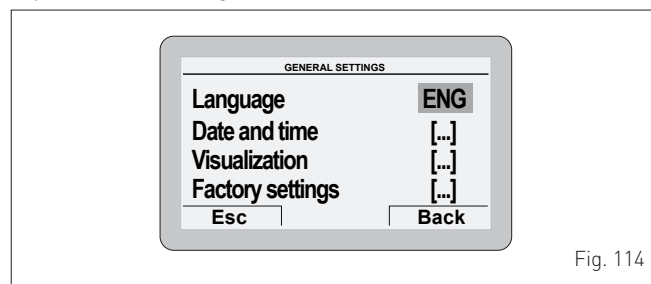 GENERAL SETTINGS
Language ENG
Date and time [...]
Visualization [...]
Factory settings [...]
Esc Back
Fig. 114